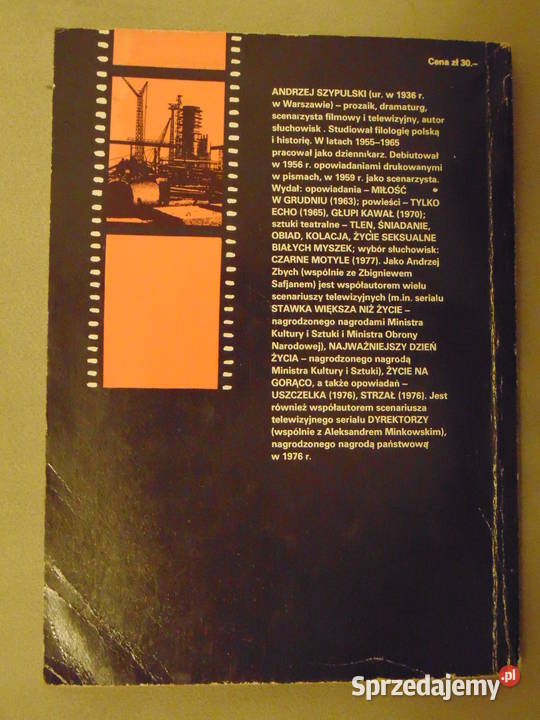 Cena zł 30.-
ANDRZEJ SZYPULSKI (ur. w 1936 r.
w Warszawie) – prozaik, dramaturg,
scenarzysta filmowy i telewizyjny, autor
słuchowisk . Studiował filologię polską
i historię. W latach 1955–1965
pracował jako dziennikarz. Debiutował
w 1956 r. opowiadaniami drukowanymi
w pismach, w 1959 r. jako scenarzysta.
Wydał: opowiadania – MIŁOŚĆ
W GRUDNIU (1963); powieści – TYLKO
ECHO (1965), GŁUPI KAWAŁ (1970);
sztuki teatralne – TLEN, ŚNIADANIE,
OBIAD, KOLACJA, ŻYCIE SEKSUALNE
BIAŁYCH MYSZEK; wybór słuchowisk:
CZARNE MOTYLE (1977). Jako Andrzej
Zbych (wspólnie ze Zbigniewem
Safjanem) jest współautorem wielu
scenariuszy telewizyjnych (m.in. serialu
STAWKA WIĘKSZA NIŻ ŻYCIE –
nagrodzonego nagrodami Ministra
Kultury i Sztuki i Ministra Obrony
Narodowej), NAJWAŻNIEJSZY DZIEŃ
ŻYCIA – nagrodzonego nagrodą
Ministra Kultury i Sztuki), ŻYCIE NA
GORĄCO, a także opowiadań –
USZCZELKA (1976), STRZAŁ (1976). Jest
również współautorem scenariusza
telewizyjnego serialu DYREKTORZY
(wspólnie z Aleksandrem Minkowskim),
nagrodzonego nagrodą państwową
w 1976 r.
Sprzedajemy.pl